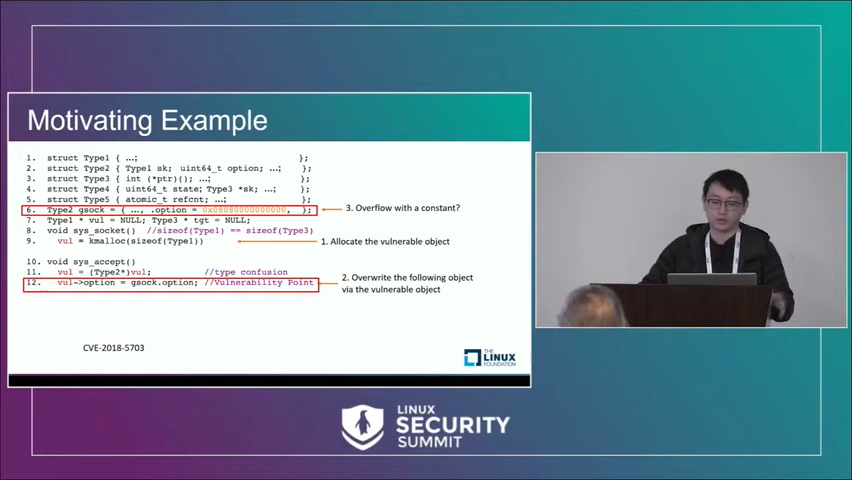 Motivating Example
1. struct Type1 { …; };
2. struct Type2 { Type1 sk; uint64_t option; …; };
3. struct Type3 { int (*ptr)(); …; };
4. struct Type4 { uint64_t state; Type3 *sk; …; };
5. struct Type5 { atomic_t refcnt; …; };
6. Type2 gsock = { …, .option = 0x08080000000000, };
3. Overflow with a constant?
7. Type1 * vul = NULL; Type3 * tgt = NULL;
8. void sys_socket() //sizeof(Type1) == sizeof(Type3)
9. vul = kmalloc(sizeof(Type1))
1. Allocate the vulnerable object
10. void sys_accept()
11. vul = (Type2*)vul; //type confusion
12. vul->option = gsock.option; //Vulnerability Point
…
2. Overwrite the following object
via the vulnerable object
CVE-2018-5703
THE
LINUX
FOUNDATION
LINUX
SECURITY
SUMMIT